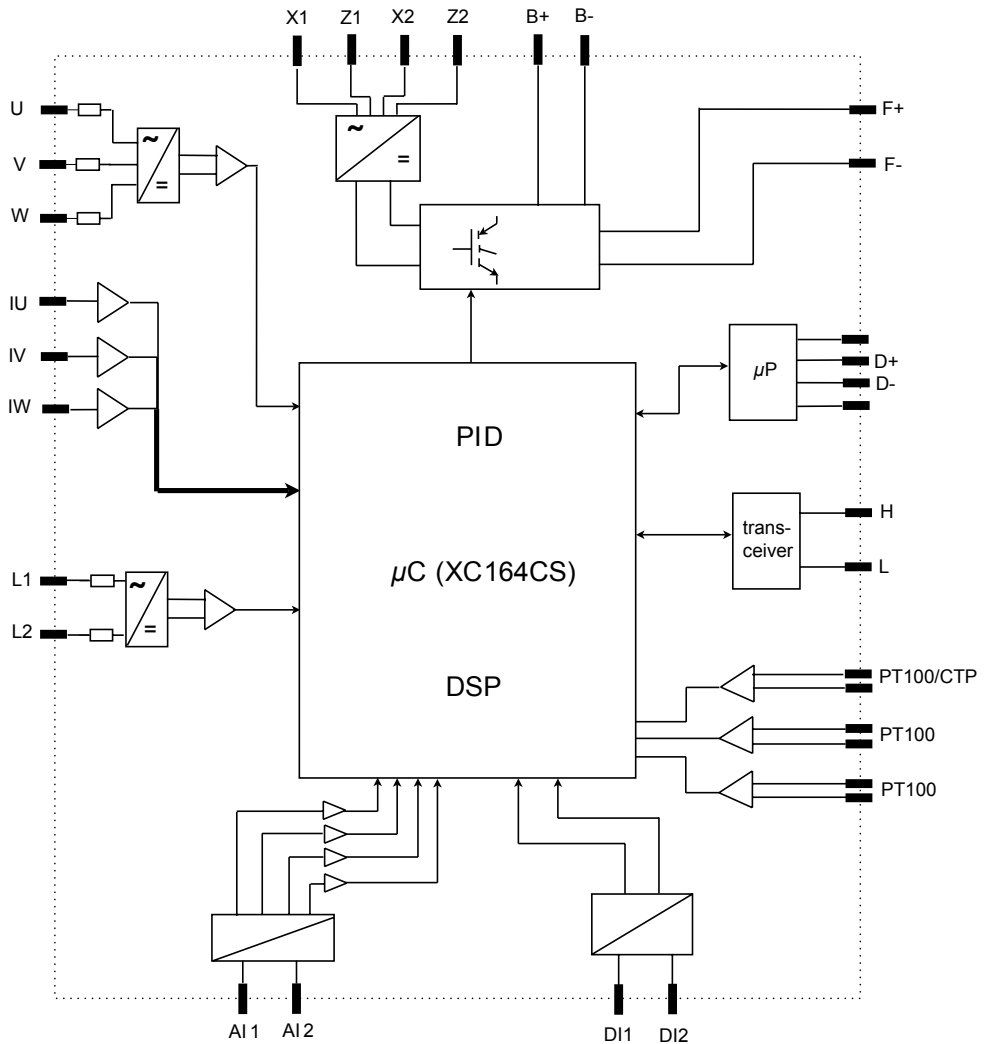 X1 Z1 X2 Z2 B+ B-
U
V
W
~
=
~
=
F+
F-
IU
IV
IW
µP
D+
D-
PID
µC (XC164CS)
DSP
trans-
ceiver
H
L
L1
L2
~
=
PT100/CTP
PT100
PT100
AI 1 AI 2
DI1 DI2